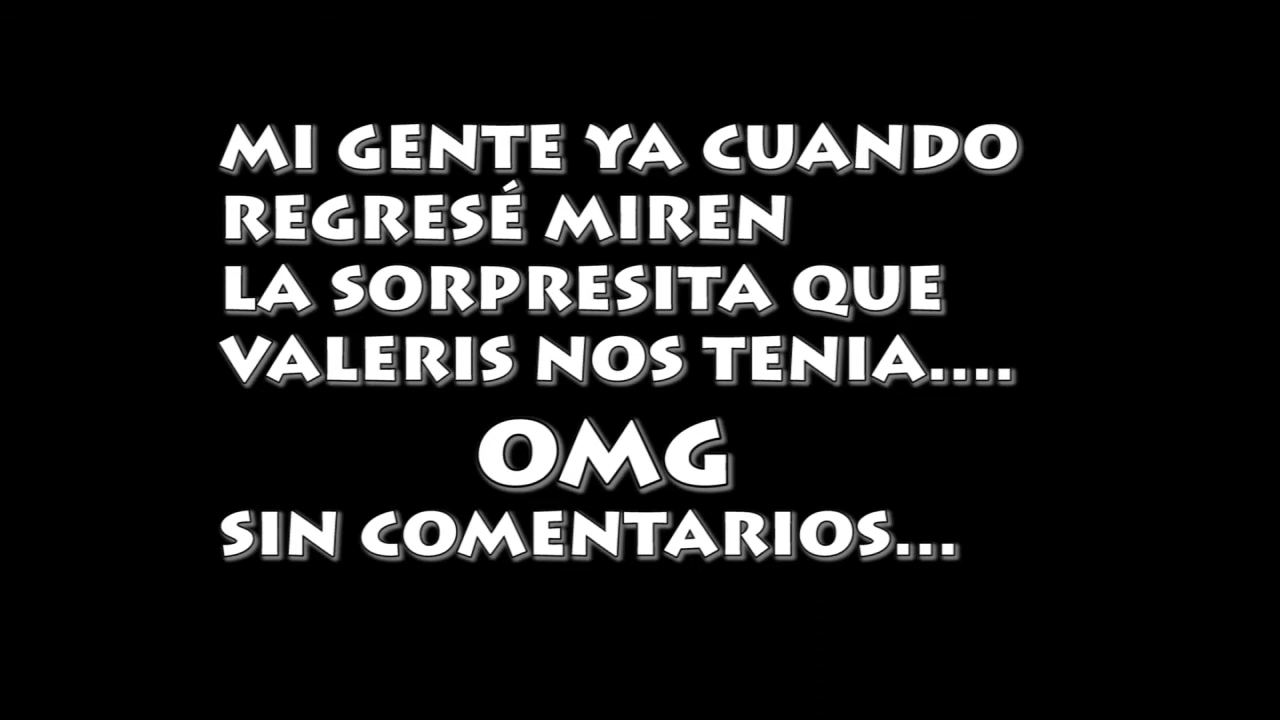 MI GENTE YA CUANDO
REGRESÉ MIREN
LA SORPRESITA QUE
VALERIS NOS TENIA....
OMG
SIN COMENTARIOS...